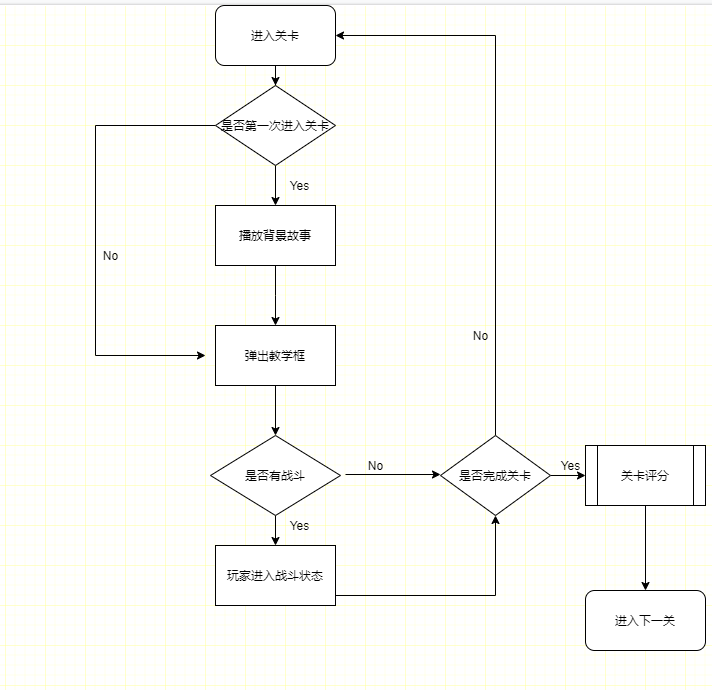 进入关卡
是否第一次进入关卡
Yes
播放背景故事
No
弹出教学框
No
是否有战斗
No
是否完成关卡
Yes
关卡评分
Yes
玩家进入战斗状态
进入下一关